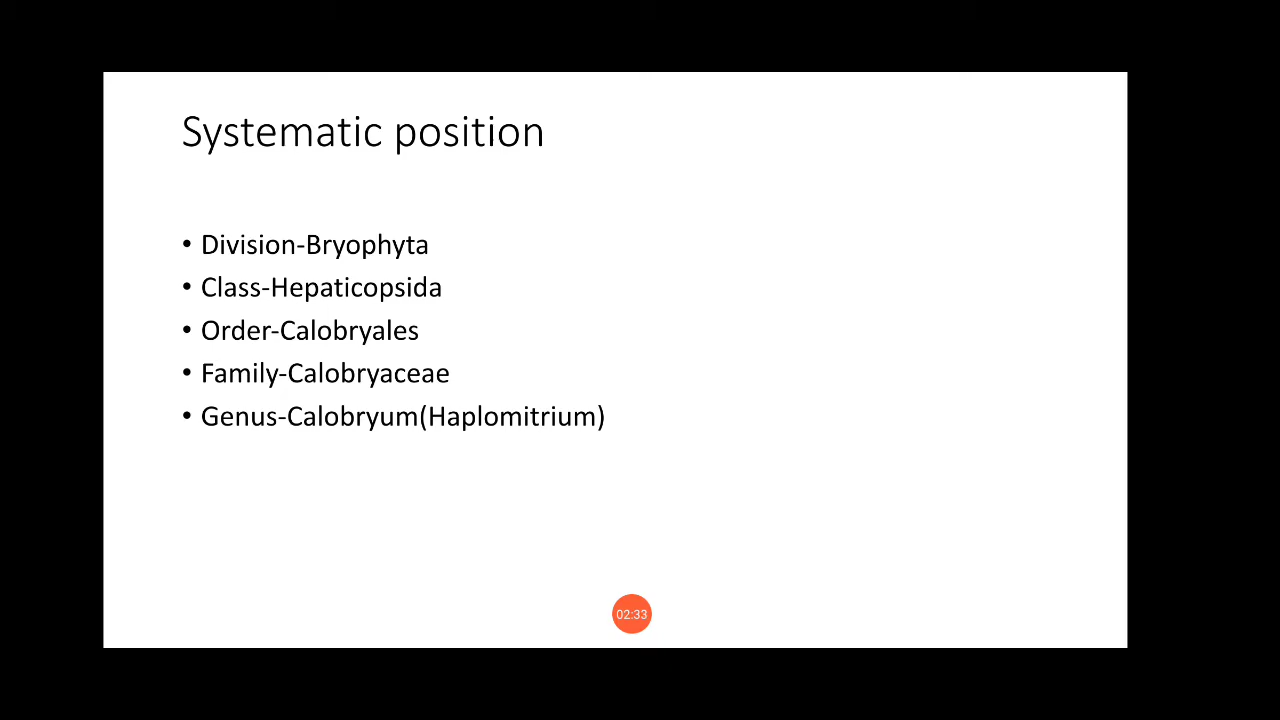 Systematic position
• Division-Bryophyta
• Class-Hepaticopsida
• Order-Calobryales
• Family-Calobryaceae
• Genus-Calobryum(Haplomitrium)
02:33